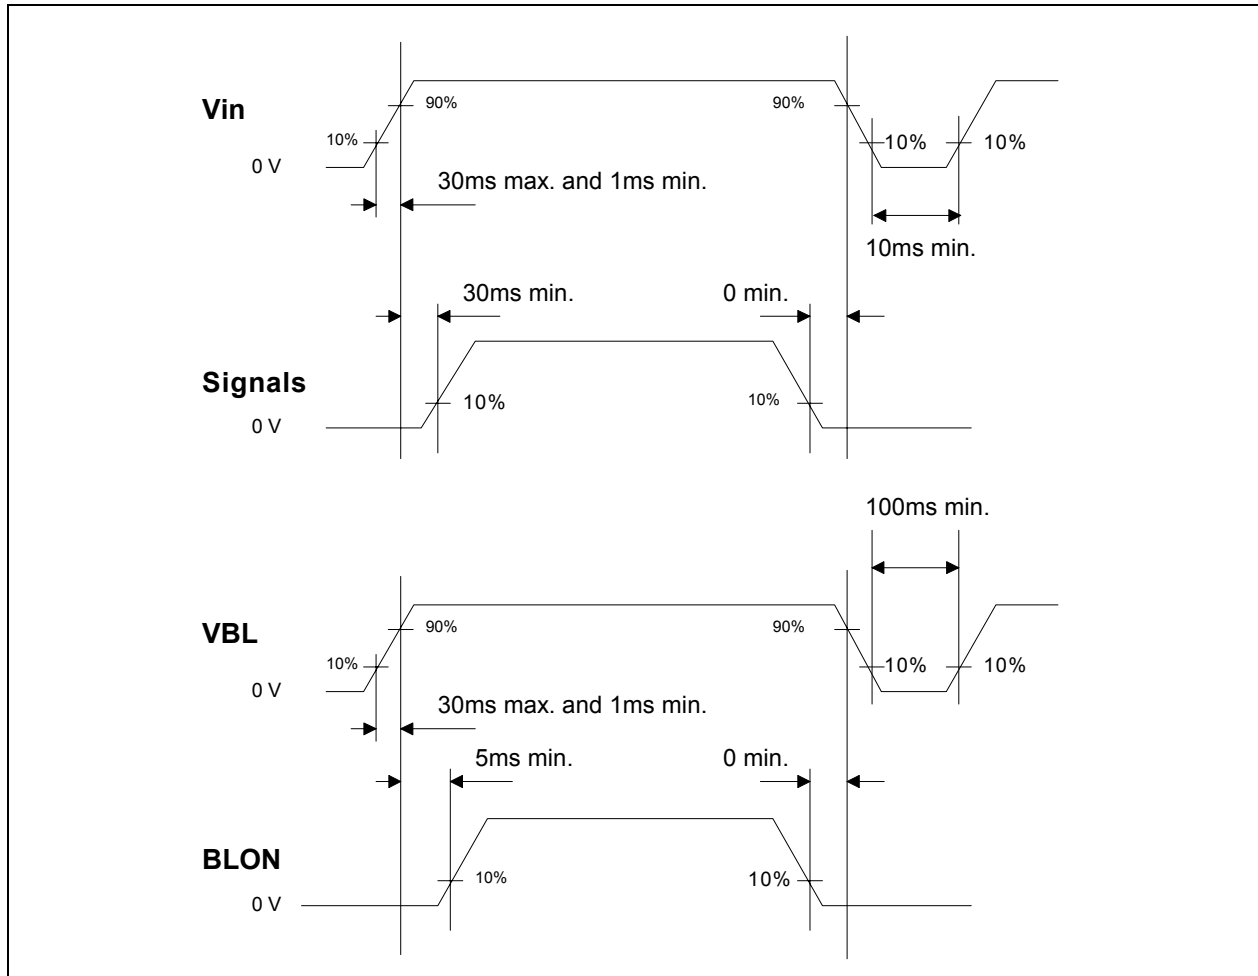 Vin
90%
90%
10%
10%
10%
0 V
30ms max. and 1ms min.
10ms min.
30ms min.
0 min.
Signals
10%
10%
0 V
100ms min.
VBL
90%
90%
10%
10%
10%
0 V
30ms max. and 1ms min.
5ms min.
0 min.
BLON
10%
10%
0 V